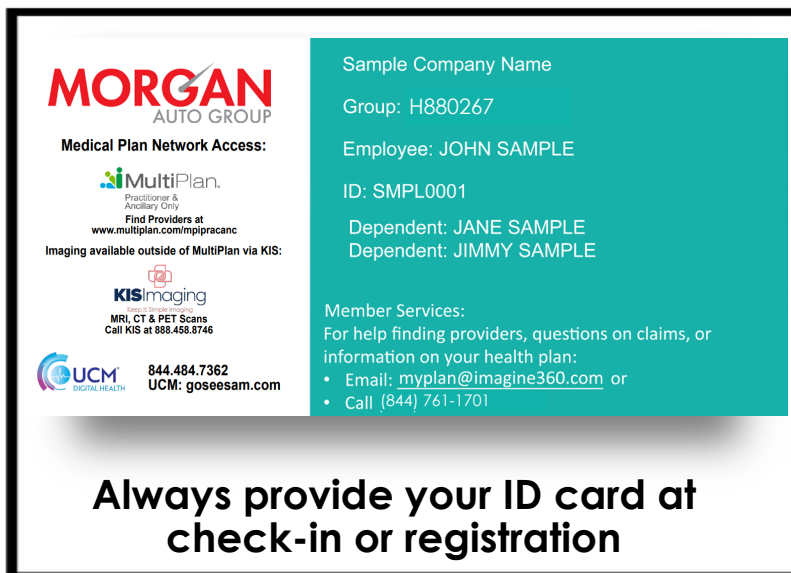 MORGAN
AUTO GROUP
Medical Plan Network Access:
MultiPlan.
Practitioner &
Ancillary Only
Find Providers at
www.multiplan.com/mpipracanc
Imaging available outside of MultiPlan via KIS:
KISImaging
Keep It Simple Imaging
MRI, CT & PET Scans
Call KIS at 888.458.8746
UCM
DIGITAL HEALTH
844.484.7362
UCM: goseesam.com
Sample Company Name
Group: H880267
Employee: JOHN SAMPLE
ID: SMPL0001
Dependent: JANE SAMPLE
Dependent: JIMMY SAMPLE
Member Services:
For help finding providers, questions on claims, or
information on your health plan:
• Email: myplan@imagine360.com or
• Call (844) 761-1701
Always provide your ID card at
check-in or registration